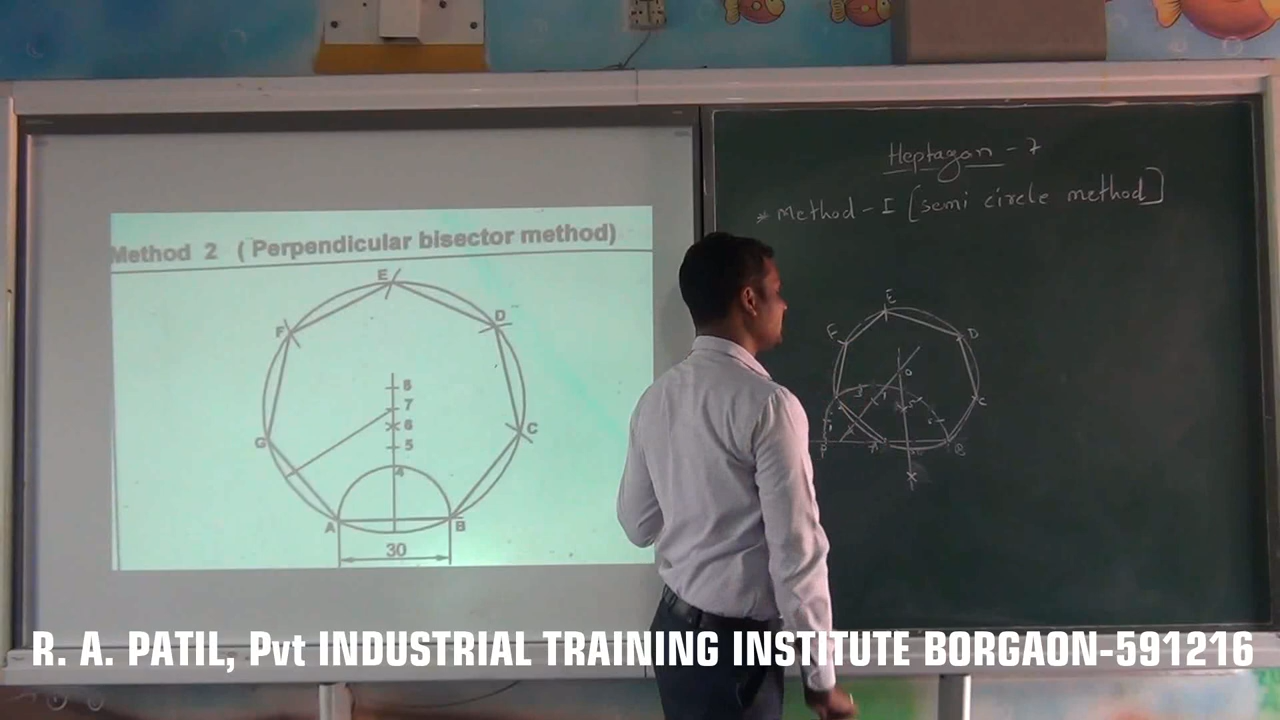 Method 2 ( Perpendicular bisector method)
E
F
D
8
7
6
5
4
G
C
A
B
30
Heptagon - 7
* Method - I [semi circle method]
E
F
D
C
P
A
B
R. A. PATIL, Pvt INDUSTRIAL TRAINING INSTITUTE BORGAON-591216